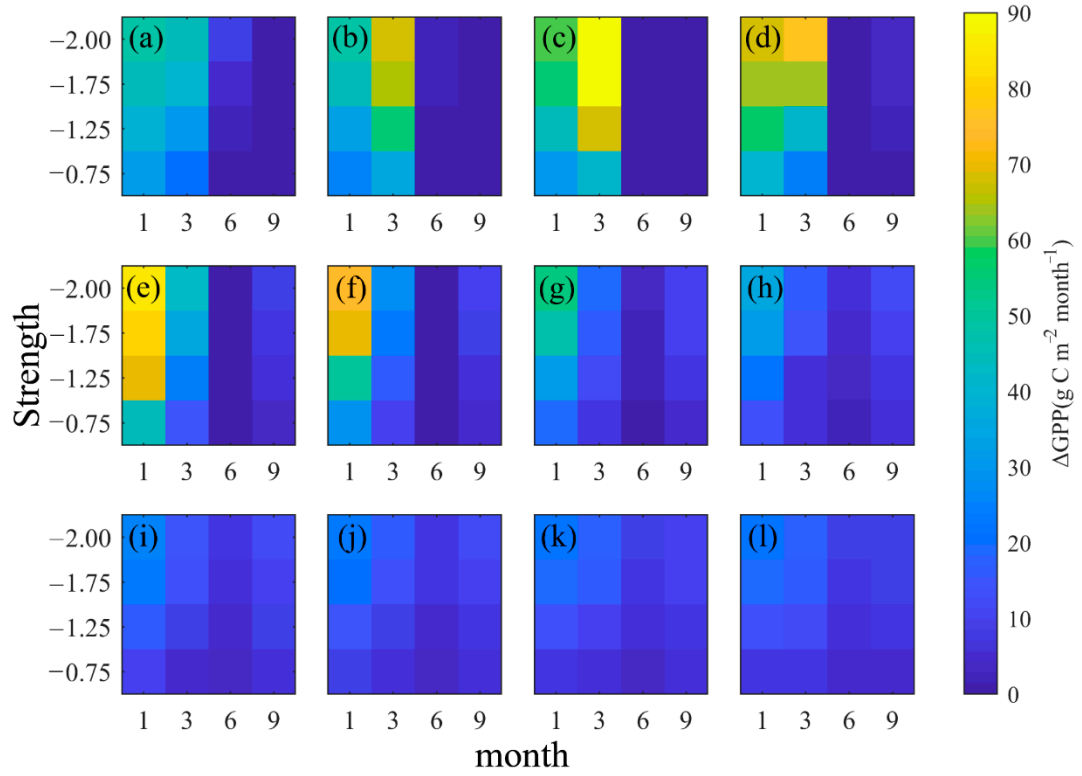 (a) (b) (c) (d)
−2.00
−1.75
−1.25
−0.75
1 3 6 9 1 3 6 9 1 3 6 9 1 3 6 9
(e) (f) (g) (h)
−2.00
−1.75
−1.25
−0.75
1 3 6 9 1 3 6 9 1 3 6 9 1 3 6 9
(i) (j) (k) (l)
−2.00
−1.75
−1.25
−0.75
1 3 6 9 1 3 6 9 1 3 6 9 1 3 6 9
Strength
month
90
80
70
60
50
40
30
20
10
0
ΔGPP(g C m⁻² month⁻¹)